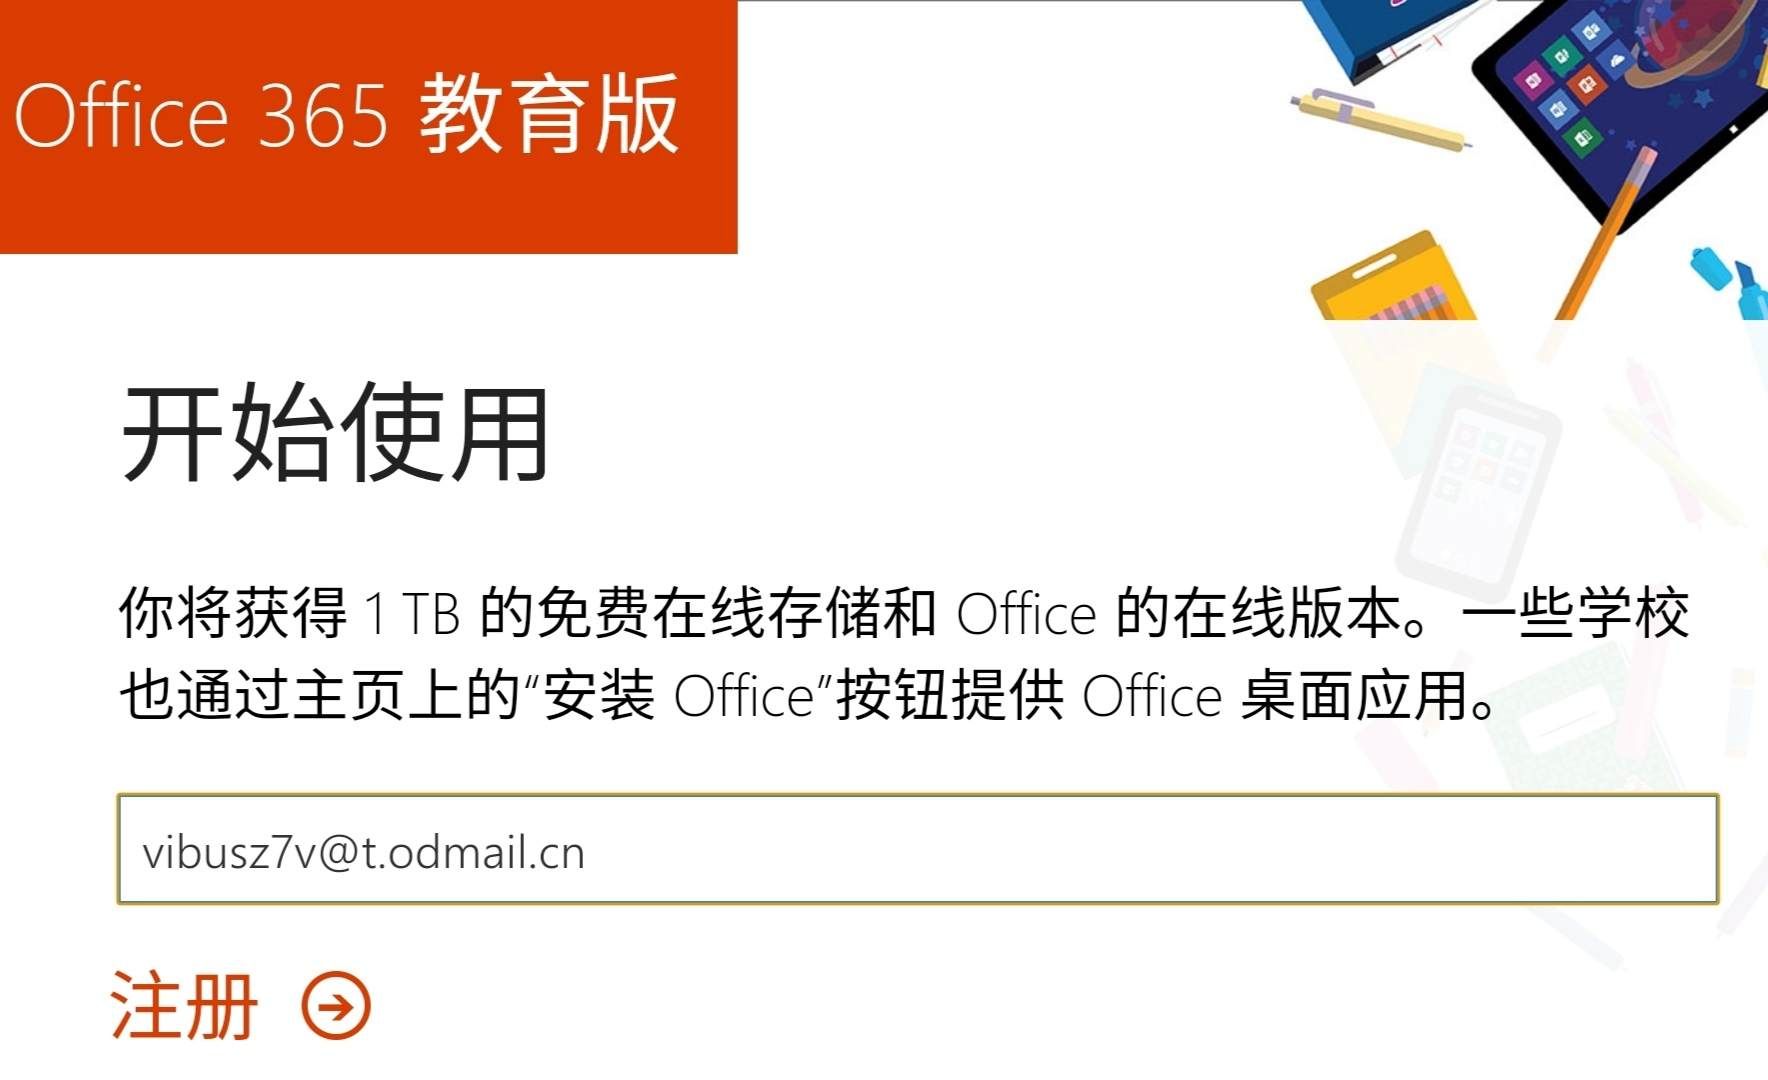 Office 365 教育版
开始使用
你将获得 1 TB 的免费在线存储和 Office 的在线版本。一些学校
也通过主页上的“安装 Office”按钮提供 Office 桌面应用。
vibusz7v@t.odmail.cn
注册